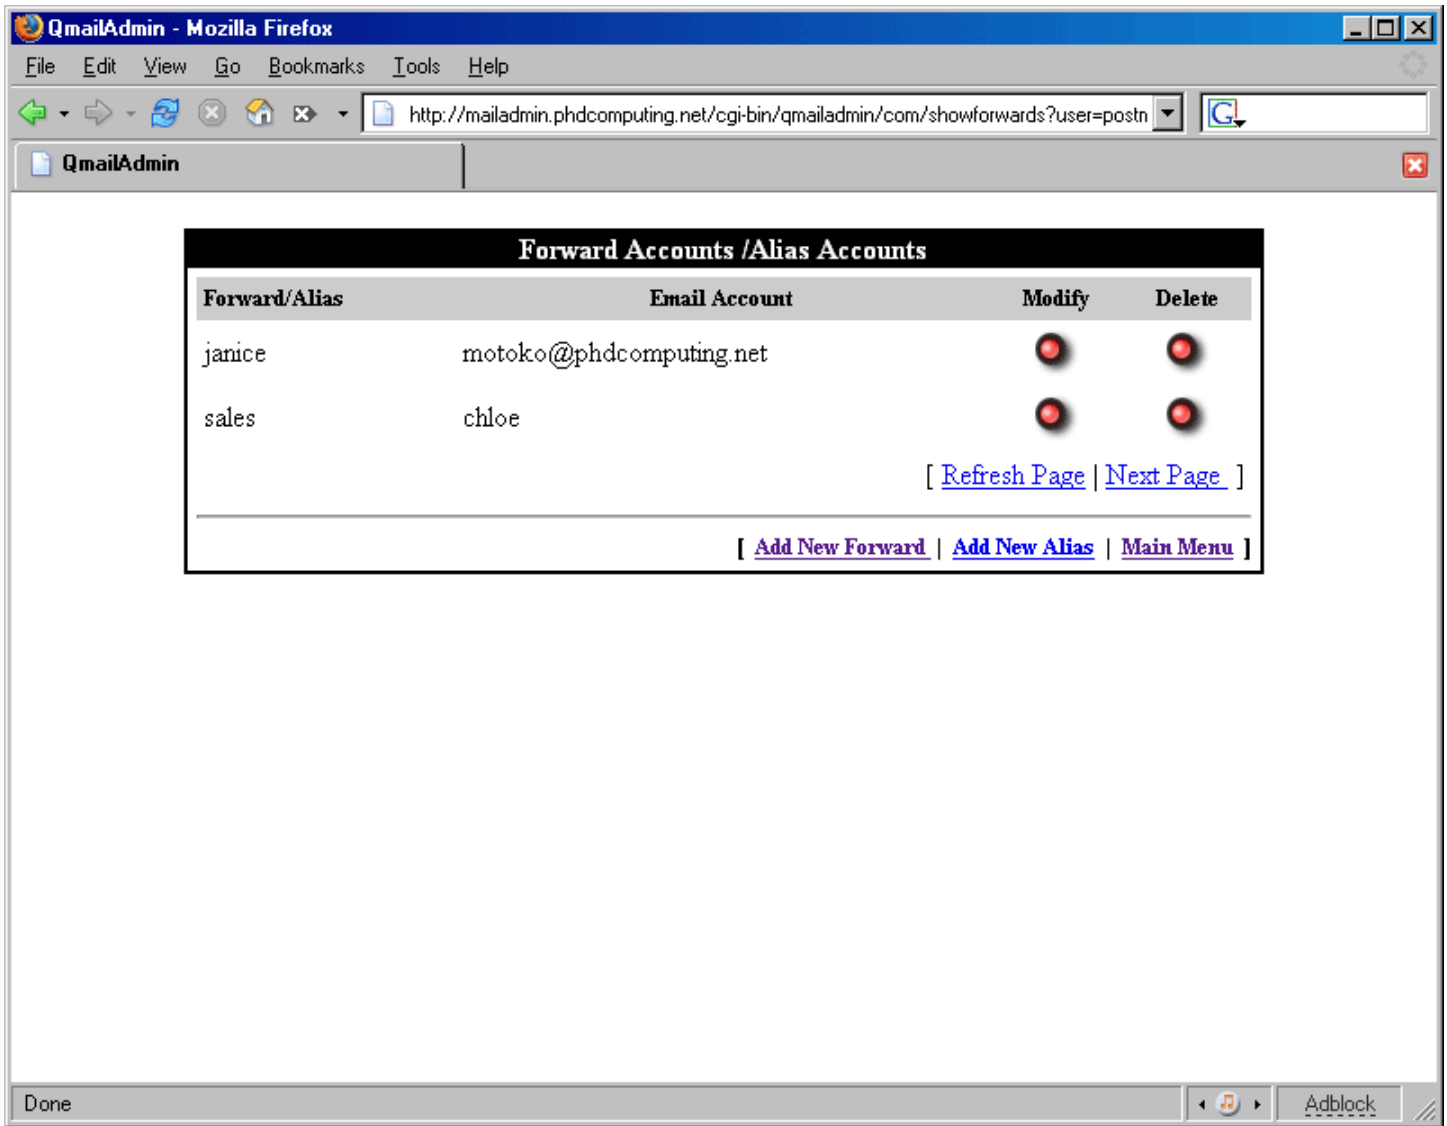 QmailAdmin - Mozilla Firefox
File Edit View Go Bookmarks Tools Help
http://mailadmin.phdcomputing.net/cgi-bin/qmailadmin/com/showforwards?user=postn
QmailAdmin
Forward Accounts /Alias Accounts
Forward/Alias Email Account Modify Delete
janice motoko@phdcomputing.net
sales chloe
[ Refresh Page | Next Page ]
[ Add New Forward | Add New Alias | Main Menu ]
Done Adblock